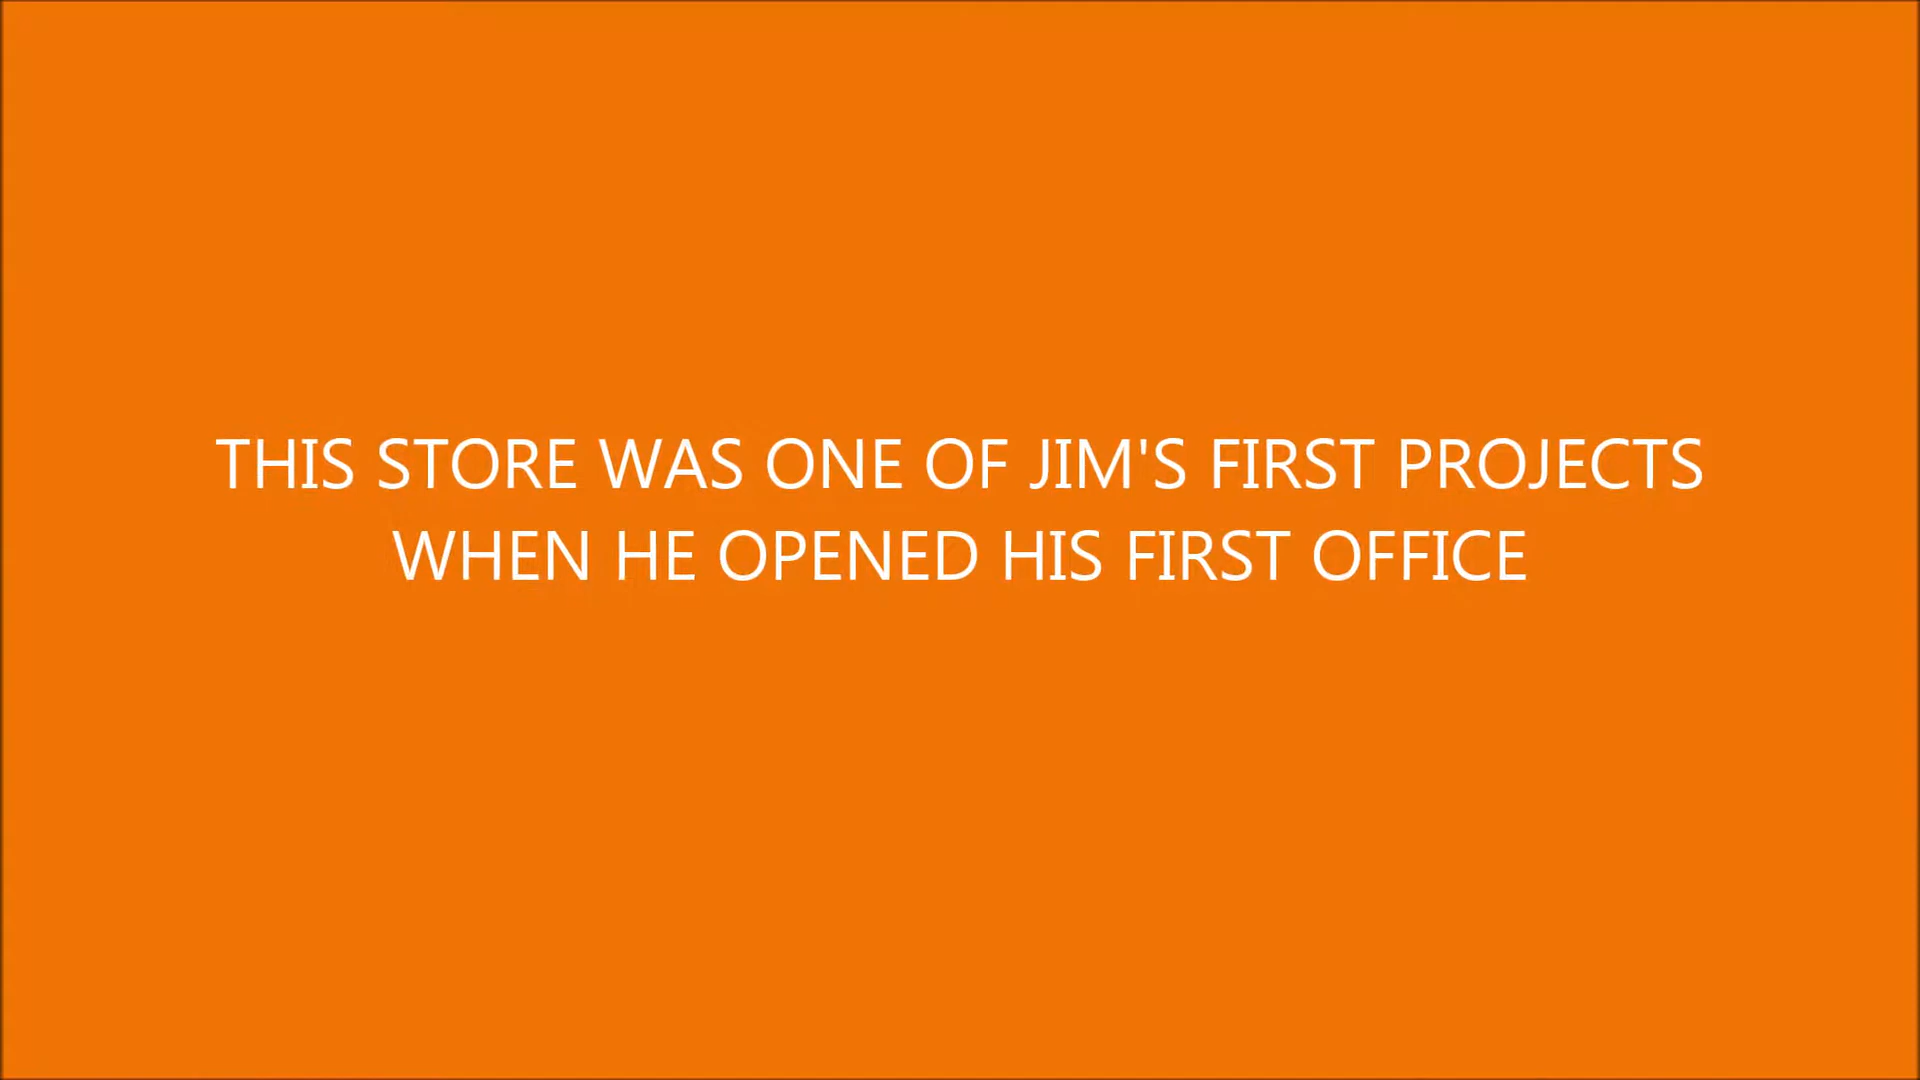 THIS STORE WAS ONE OF JIM'S FIRST PROJECTS
WHEN HE OPENED HIS FIRST OFFICE